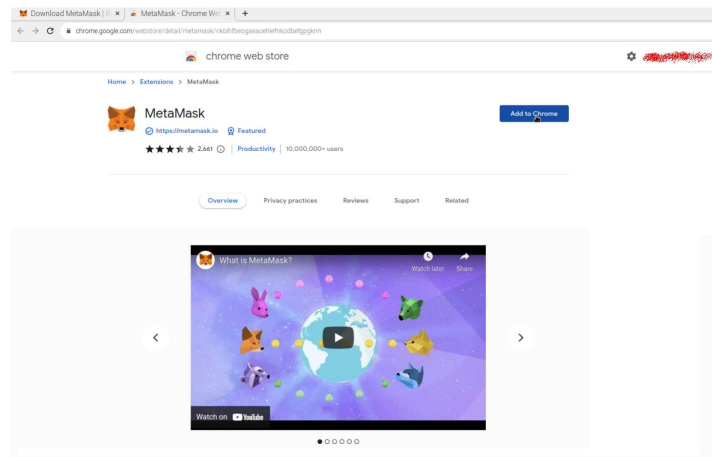 Download MetaMask | B
MetaMask - Chrome Web
chrome.google.com/webstore/detail/metamask/nkbihfbeogaeaoehlefnkodbefgpgknn
chrome web store
Home > Extensions > MetaMask
MetaMask
Add to Chrome
https://metamask.io Featured
2,661 Productivity 10,000,000+ users
Overview Privacy practices Reviews Support Related
What is MetaMask?
Watch later Share
Watch on YouTube